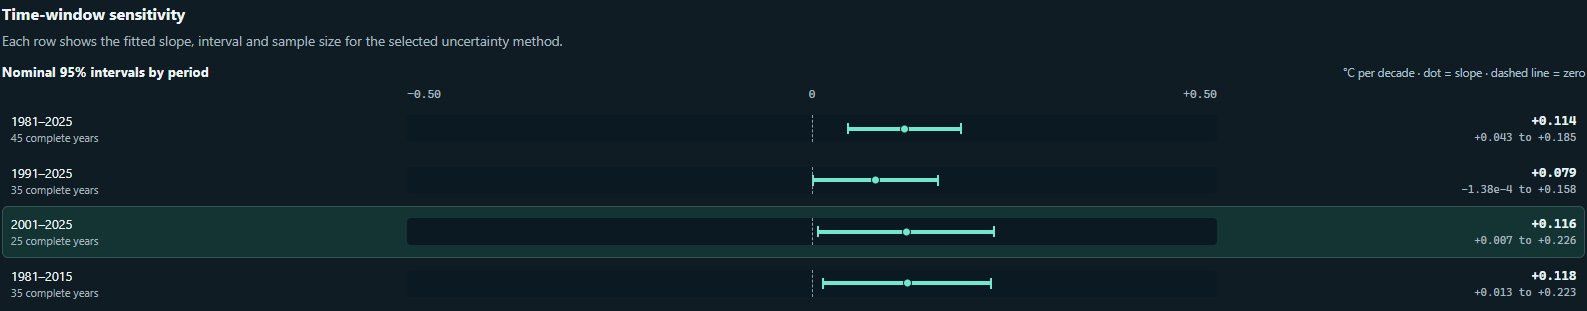 Time-window sensitivity
Each row shows the fitted slope, interval and sample size for the selected uncertainty method.
Nominal 95% intervals by period
°C per decade · dot = slope · dashed line = zero
−0.50 0 +0.50
1981–2025
45 complete years
+0.114
+0.043 to +0.185
1991–2025
35 complete years
+0.079
−1.38e−4 to +0.158
2001–2025
25 complete years
+0.116
+0.007 to +0.226
1981–2015
35 complete years
+0.118
+0.013 to +0.223